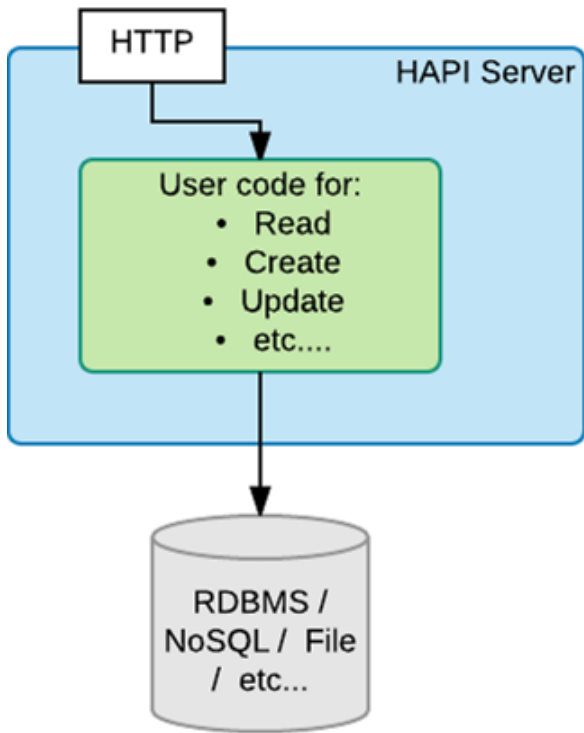 HTTP
HAPI Server
User code for:
• Read
• Create
• Update
• etc....
RDBMS /
NoSQL / File
/ etc...